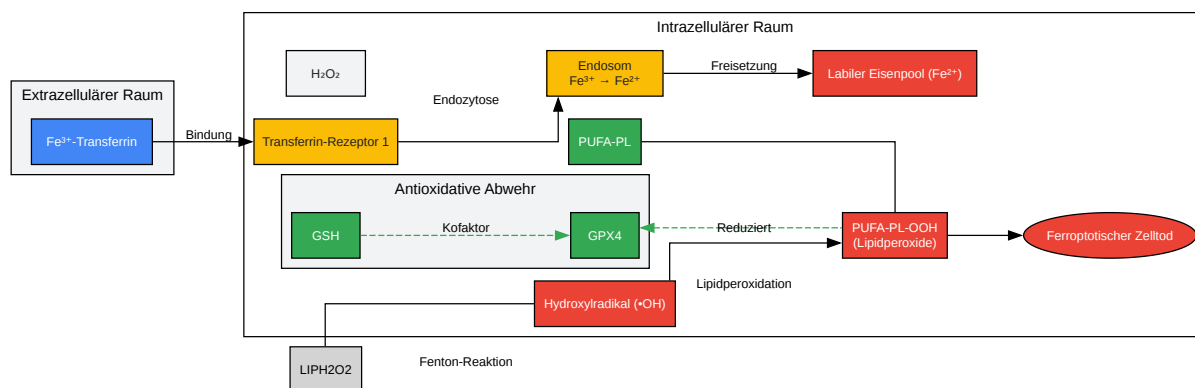 Intrazellulärer Raum
Extrazellulärer Raum
Fe³⁺-Transferrin
Bindung
H₂O₂
Transferrin-Rezeptor 1
Endozytose
Endosom
Fe³⁺ → Fe²⁺
Freisetzung
Labiler Eisenpool (Fe²⁺)
PUFA-PL
Antioxidative Abwehr
GSH
Kofaktor
GPX4
Reduziert
PUFA-PL-OOH
(Lipidperoxide)
Ferroptotischer Zelltod
Hydroxylradikal (•OH)
Lipidperoxidation
LIPH2O2
Fenton-Reaktion